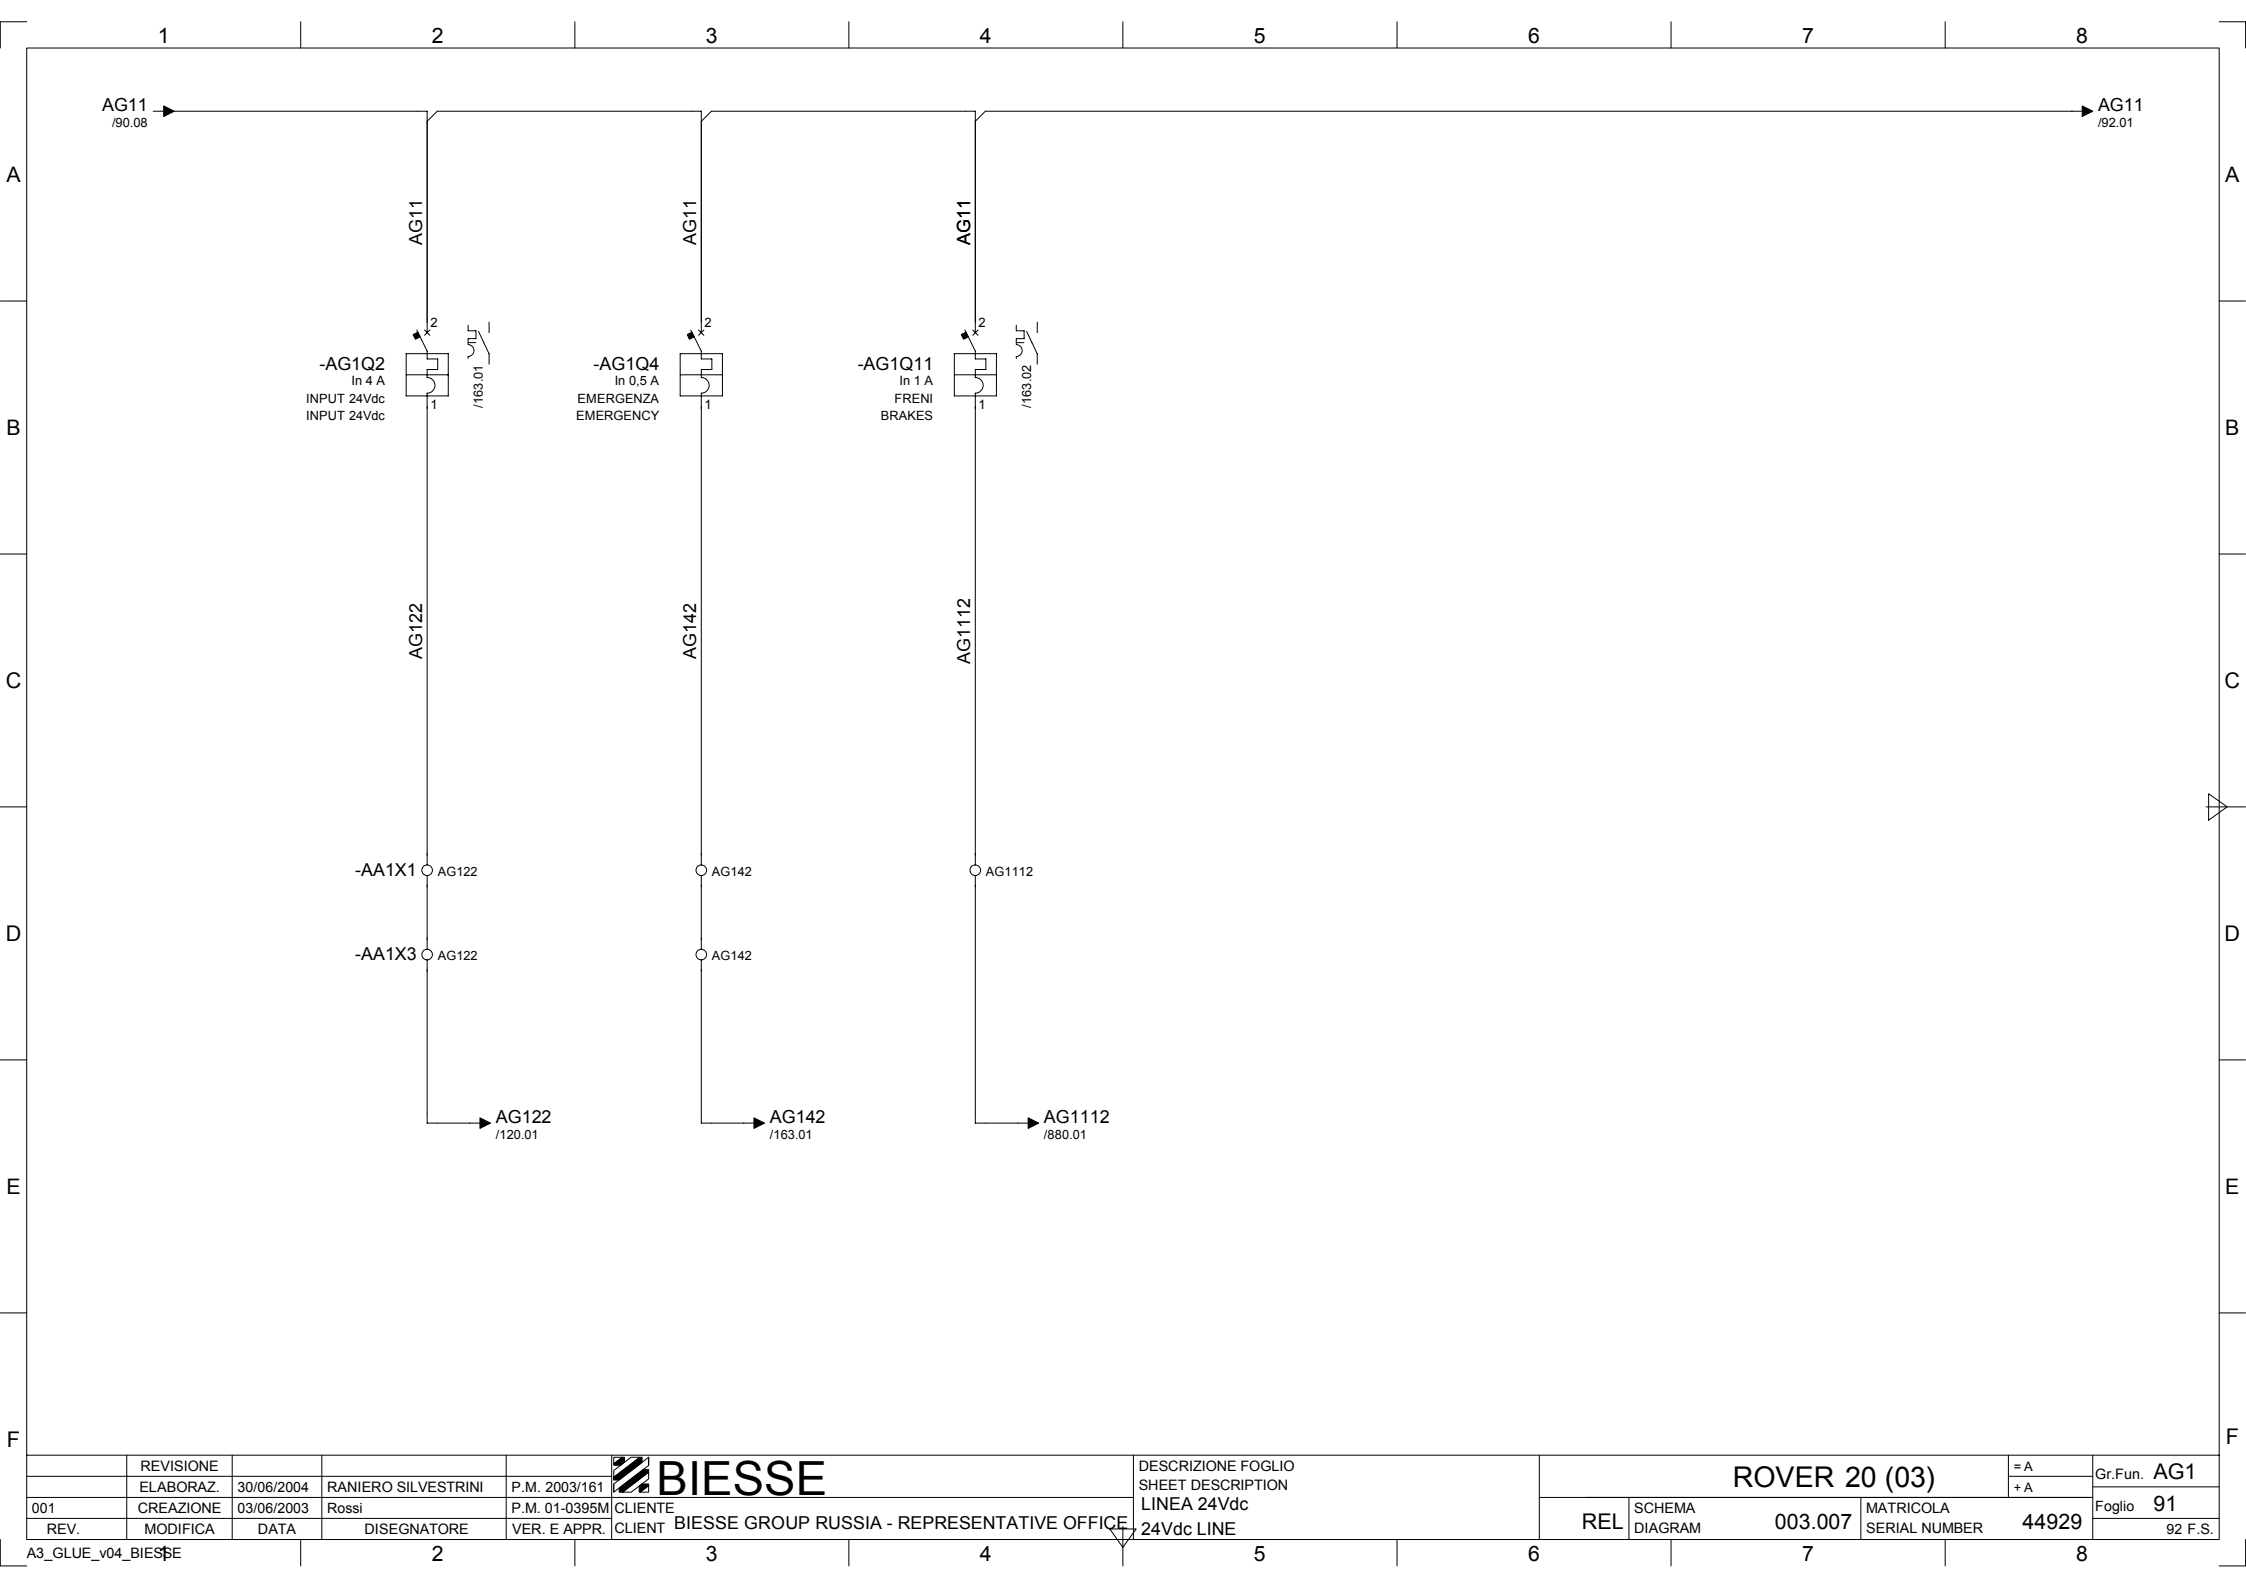 1 2 3 4 5 6 7 8
AG11
/90.08
AG11
/92.01
A A
AG11 AG11 AG11
-AG1Q2
In 4 A
INPUT 24Vdc
INPUT 24Vdc
2
1
/163.01
-AG1Q4
In 0,5 A
EMERGENZA
EMERGENCY
2
1
-AG1Q11
In 1 A
FRENI
BRAKES
2
1
/163.02
B B
AG122 AG142 AG1112
C C
-AA1X1 AG122 AG142 AG1112
D D
-AA1X3 AG122 AG142
AG122
/120.01
AG142
/163.01
AG1112
/880.01
E E
F F
REVISIONE
ELABORAZ. 30/06/2004 RANIERO SILVESTRINI P.M. 2003/161
001 CREAZIONE 03/06/2003 Rossi P.M. 01-0395M
REV. MODIFICA DATA DISEGNATORE VER. E APPR.
BIESSE
CLIENTE
CLIENT BIESSE GROUP RUSSIA - REPRESENTATIVE OFFICE
DESCRIZIONE FOGLIO
SHEET DESCRIPTION
LINEA 24Vdc
24Vdc LINE
ROVER 20 (03)
= A
+ A
Gr.Fun. AG1
REL
SCHEMA
DIAGRAM
003.007
MATRICOLA
SERIAL NUMBER
44929
Foglio 91
92 F.S.
A3_GLUE_v04_BIESSE
1 2 3 4 5 6 7 8